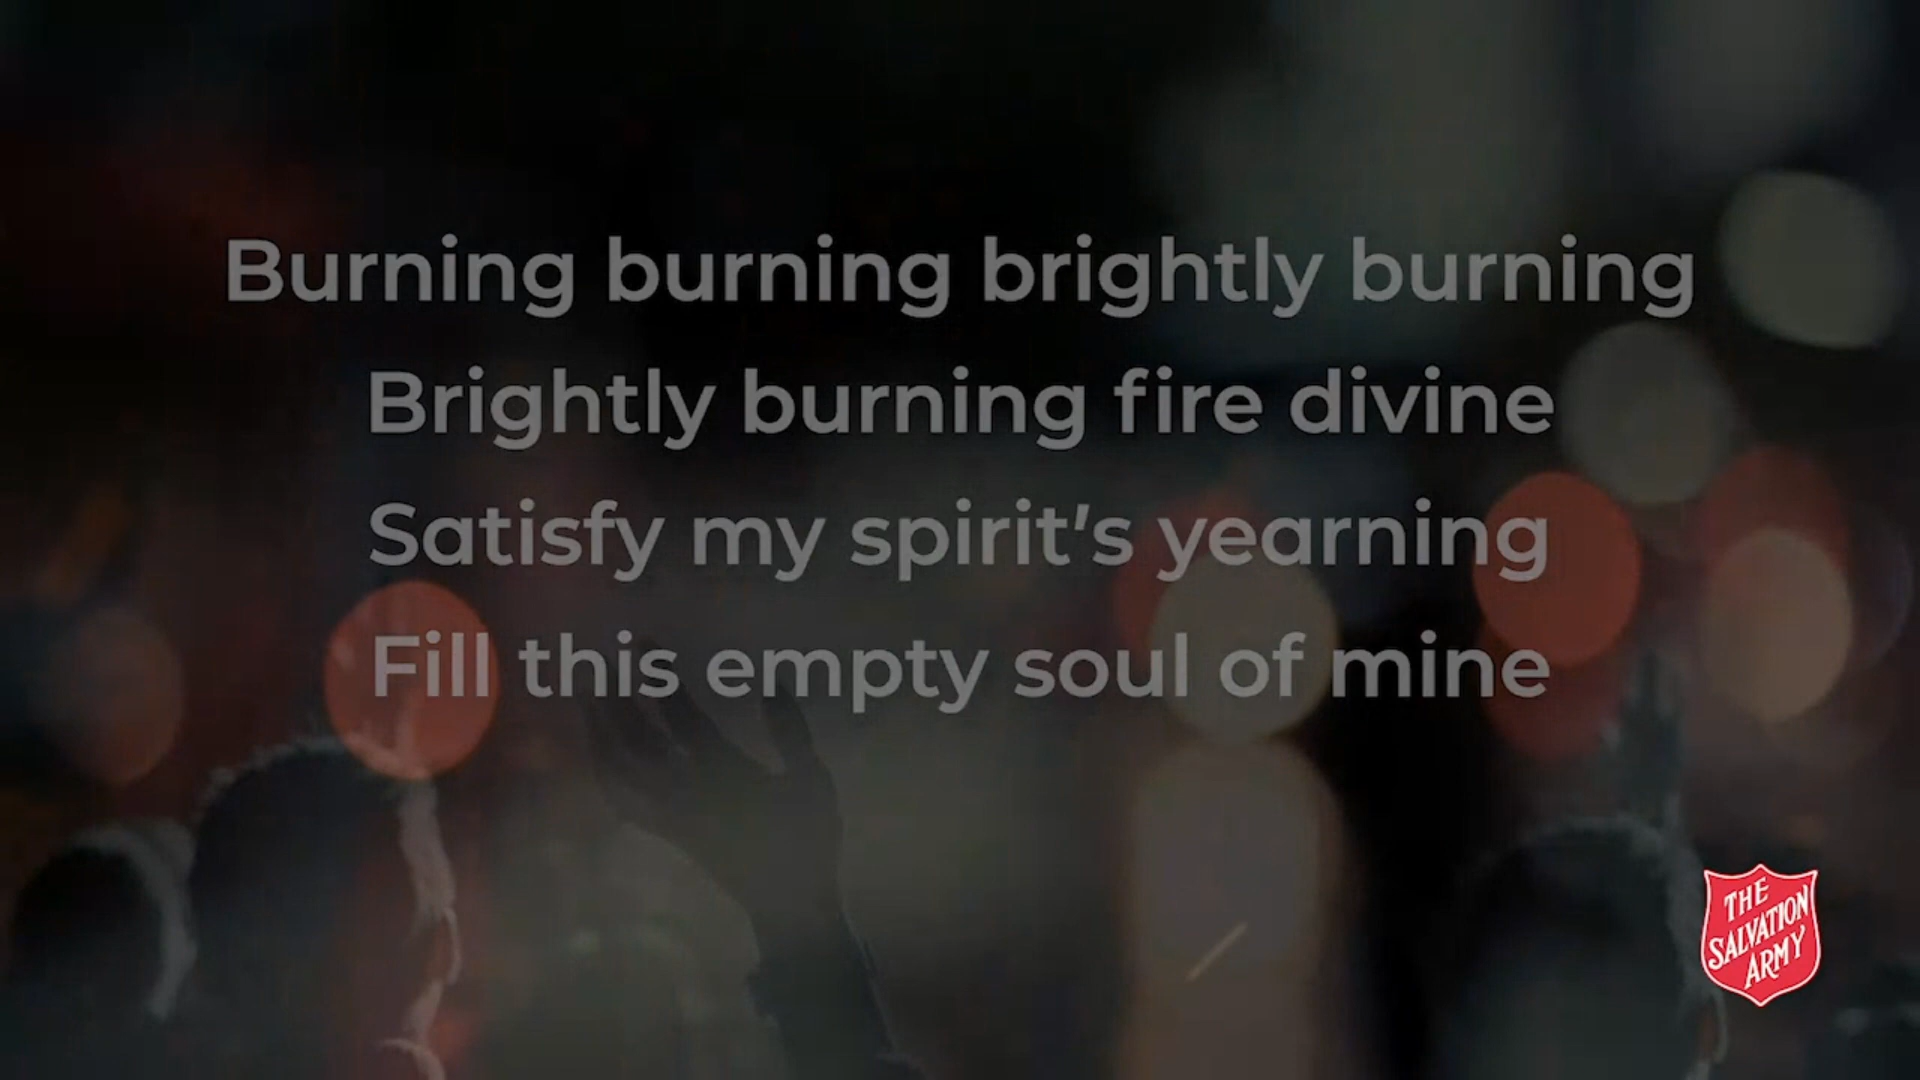 Burning burning brightly burning
Brightly burning fire divine
Satisfy my spirit's yearning
Fill this empty soul of mine
THE
SALVATION
ARMY